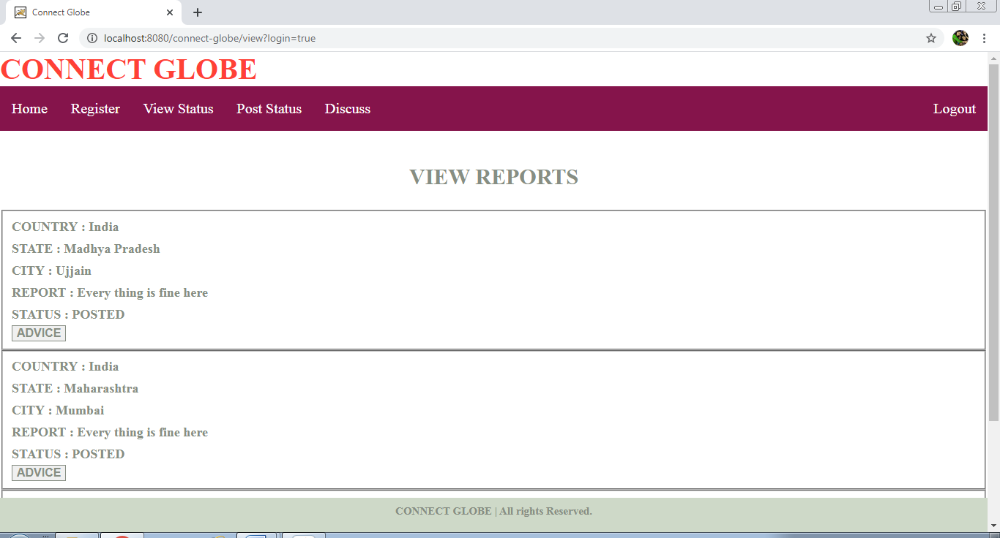 Connect Globe
localhost:8080/connect-globe/view?login=true
CONNECT GLOBE
Home Register View Status Post Status Discuss Logout
VIEW REPORTS
COUNTRY : India
STATE : Madhya Pradesh
CITY : Ujjain
REPORT : Every thing is fine here
STATUS : POSTED
ADVICE
COUNTRY : India
STATE : Maharashtra
CITY : Mumbai
REPORT : Every thing is fine here
STATUS : POSTED
ADVICE
CONNECT GLOBE | All rights Reserved.